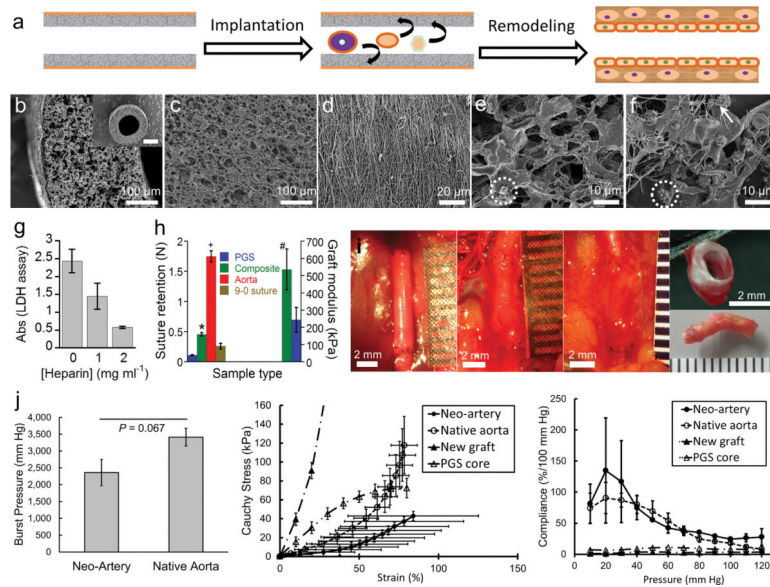 a
Implantation
Remodeling
b
100 µm
c
100 µm
d
20 µm
e
10 µm
f
10 µm
g
Abs (LDH assay)
3
2.5
2
1.5
1
0.5
0
0 1 2
[Heparin] (mg ml⁻¹)
h
Suture retention (N)
2
1.5
1
0.5
0
PGS
Composite
Aorta
9-0 suture
*
+
#
700
600
500
400
300
200
100
0
Graft modulus (kPa)
Sample type
i
2 mm
2 mm
2 mm
2 mm
j
Burst Pressure (mm Hg)
4,000
3,500
3,000
2,500
2,000
1,500
1,000
500
0
P = 0.067
Neo-Artery Native Aorta
Cauchy Stress (kPa)
160
140
120
100
80
60
40
20
0
0 50 100 150
Strain (%)
Neo-artery
Native aorta
New graft
PGS core
Compliance (%/100 mm Hg)
250
200
150
100
50
0
0 20 40 60 80 100 120
Pressure (mm Hg)
Neo-artery
Native aorta
New graft
PGS core